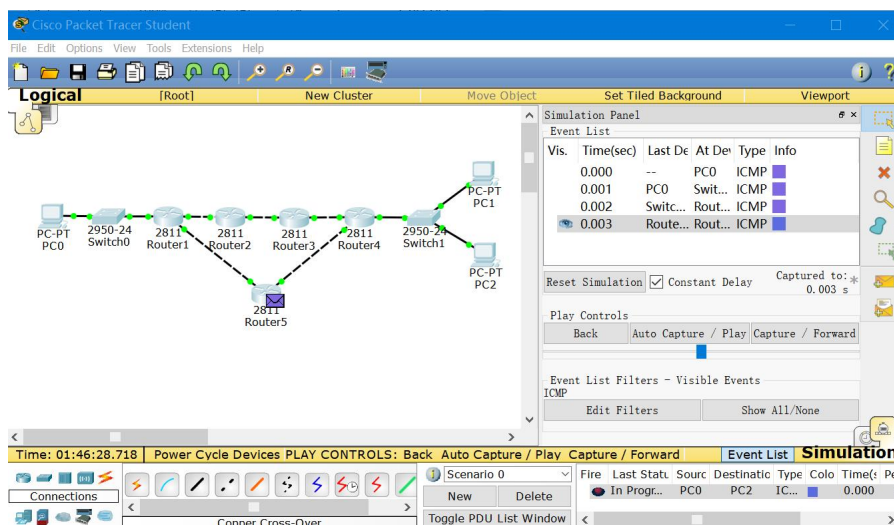 Cisco Packet Tracer Student
File Edit Options View Tools Extensions Help
Logical [Root] New Cluster Move Object Set Tiled Background Viewport
Simulation Panel
Event List
Vis. Time(sec) Last De At Dev Type Info
0.000 -- PC0 ICMP
0.001 PC0 Swit... ICMP
0.002 Switc... Rout... ICMP
0.003 Route... Rout... ICMP
Reset Simulation Constant Delay Captured to: *
0.003 s
Play Controls
Back Auto Capture / Play Capture / Forward
Event List Filters - Visible Events
ICMP
Edit Filters Show All/None
PC-PT
PC0
2950-24
Switch0
2811
Router1
2811
Router2
2811
Router3
2811
Router4
2950-24
Switch1
PC-PT
PC1
PC-PT
PC2
2811
Router5
Time: 01:46:28.718 Power Cycle Devices PLAY CONTROLS: Back Auto Capture / Play Capture / Forward Event List Simulation
Connections
Copper Cross-Over
Scenario 0
New Delete
Toggle PDU List Window
Fire Last Statu Sourc Destinatic Type Colo Time(s Pe
In Progr... PC0 PC2 IC... 0.000